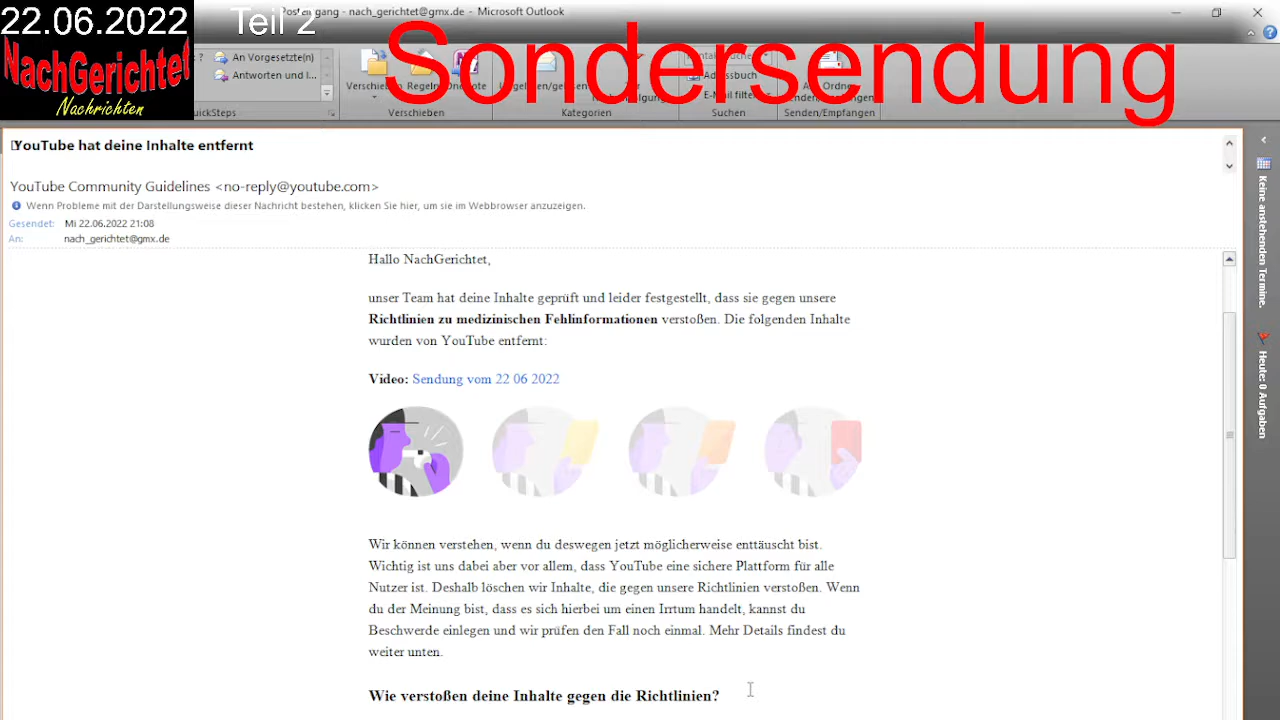 22.06.2022
Teil 2
Sondersendung
NachGerichtet
Nachrichten
Posteingang - nach_gerichtet@gmx.de - Microsoft Outlook
An Vorgesetzte(n)
Antworten und l...
QuickSteps
Verschieben
Regeln
OneNote
Verschieben
Kategorien
Adressbuch
E-Mail filter
Suchen
Senden/Empfangen
YouTube hat deine Inhalte entfernt
YouTube Community Guidelines <no-reply@youtube.com>
Wenn Probleme mit der Darstellungsweise dieser Nachricht bestehen, klicken Sie hier, um sie im Webbrowser anzuzeigen.
Gesendet: Mi 22.06.2022 21:08
An: nach_gerichtet@gmx.de
Hallo NachGerichtet,
unser Team hat deine Inhalte geprüft und leider festgestellt, dass sie gegen unsere
Richtlinien zu medizinischen Fehlinformationen verstoßen. Die folgenden Inhalte
wurden von YouTube entfernt:
Video: Sendung vom 22 06 2022
Wir können verstehen, wenn du deswegen jetzt möglicherweise enttäuscht bist.
Wichtig ist uns dabei aber vor allem, dass YouTube eine sichere Plattform für alle
Nutzer ist. Deshalb löschen wir Inhalte, die gegen unsere Richtlinien verstoßen. Wenn
du der Meinung bist, dass es sich hierbei um einen Irrtum handelt, kannst du
Beschwerde einlegen und wir prüfen den Fall noch einmal. Mehr Details findest du
weiter unten.
Wie verstoßen deine Inhalte gegen die Richtlinien?
Keine anstehenden Termine.
Heute: 0 Aufgaben